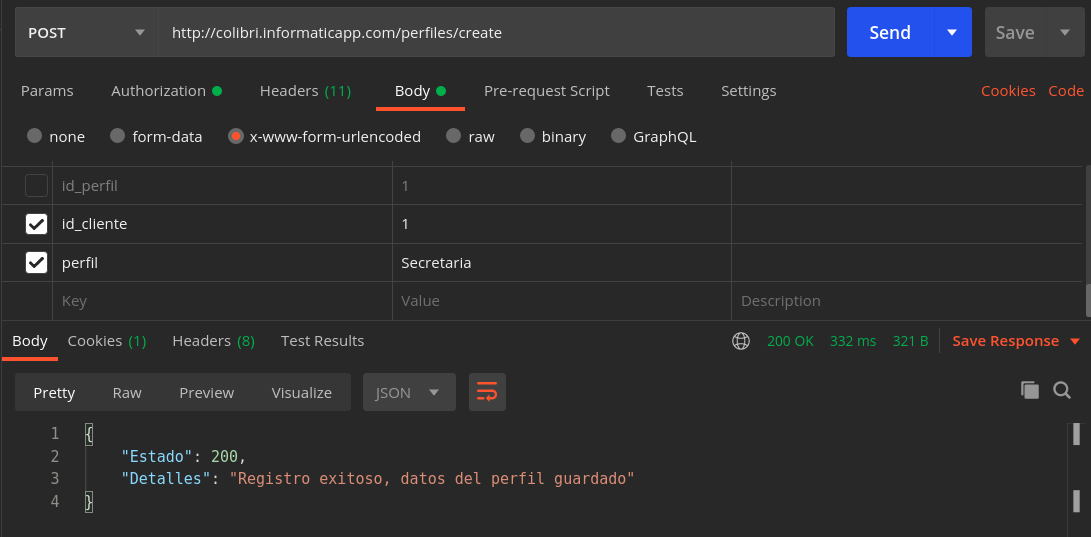 POST http://colibri.informaticapp.com/perfiles/create Send Save
Params Authorization Headers (11) Body Pre-request Script Tests Settings Cookies Code
none form-data x-www-form-urlencoded raw binary GraphQL
id_perfil 1
id_cliente 1
perfil Secretaria
Key Value Description
Body Cookies (1) Headers (8) Test Results 200 OK 332 ms 321 B Save Response
Pretty Raw Preview Visualize JSON
1 {
2 "Estado": 200,
3 "Detalles": "Registro exitoso, datos del perfil guardado"
4 }